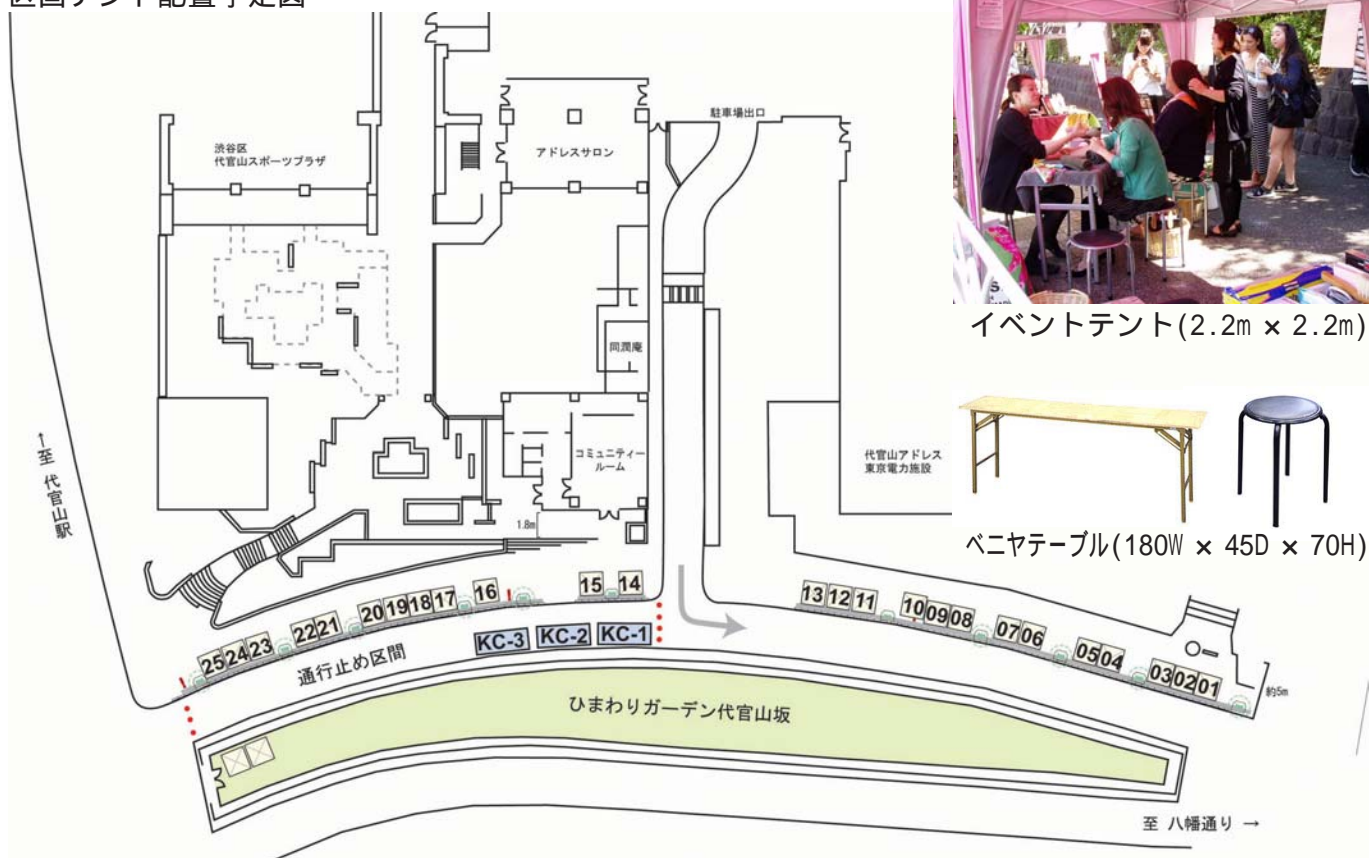 区画テント配置予定図
渋谷区
代官山スポーツプラザ
アドレスサロン
駐車場出口
同潤庵
コミュニティー
ルーム
1.8m
代官山アドレス
東京電力施設
イベントテント(2.2m × 2.2m)
ベニヤテーブル(180W × 45D × 70H)
←至 代官山駅
25 24 23 22 21 20 19 18 17 16 15 14
13 12 11 10 09 08 07 06 05 04 03 02 01
KC-3 KC-2 KC-1
通行止め区間
約5m
ひまわりガーデン代官山坂
至 八幡通り →